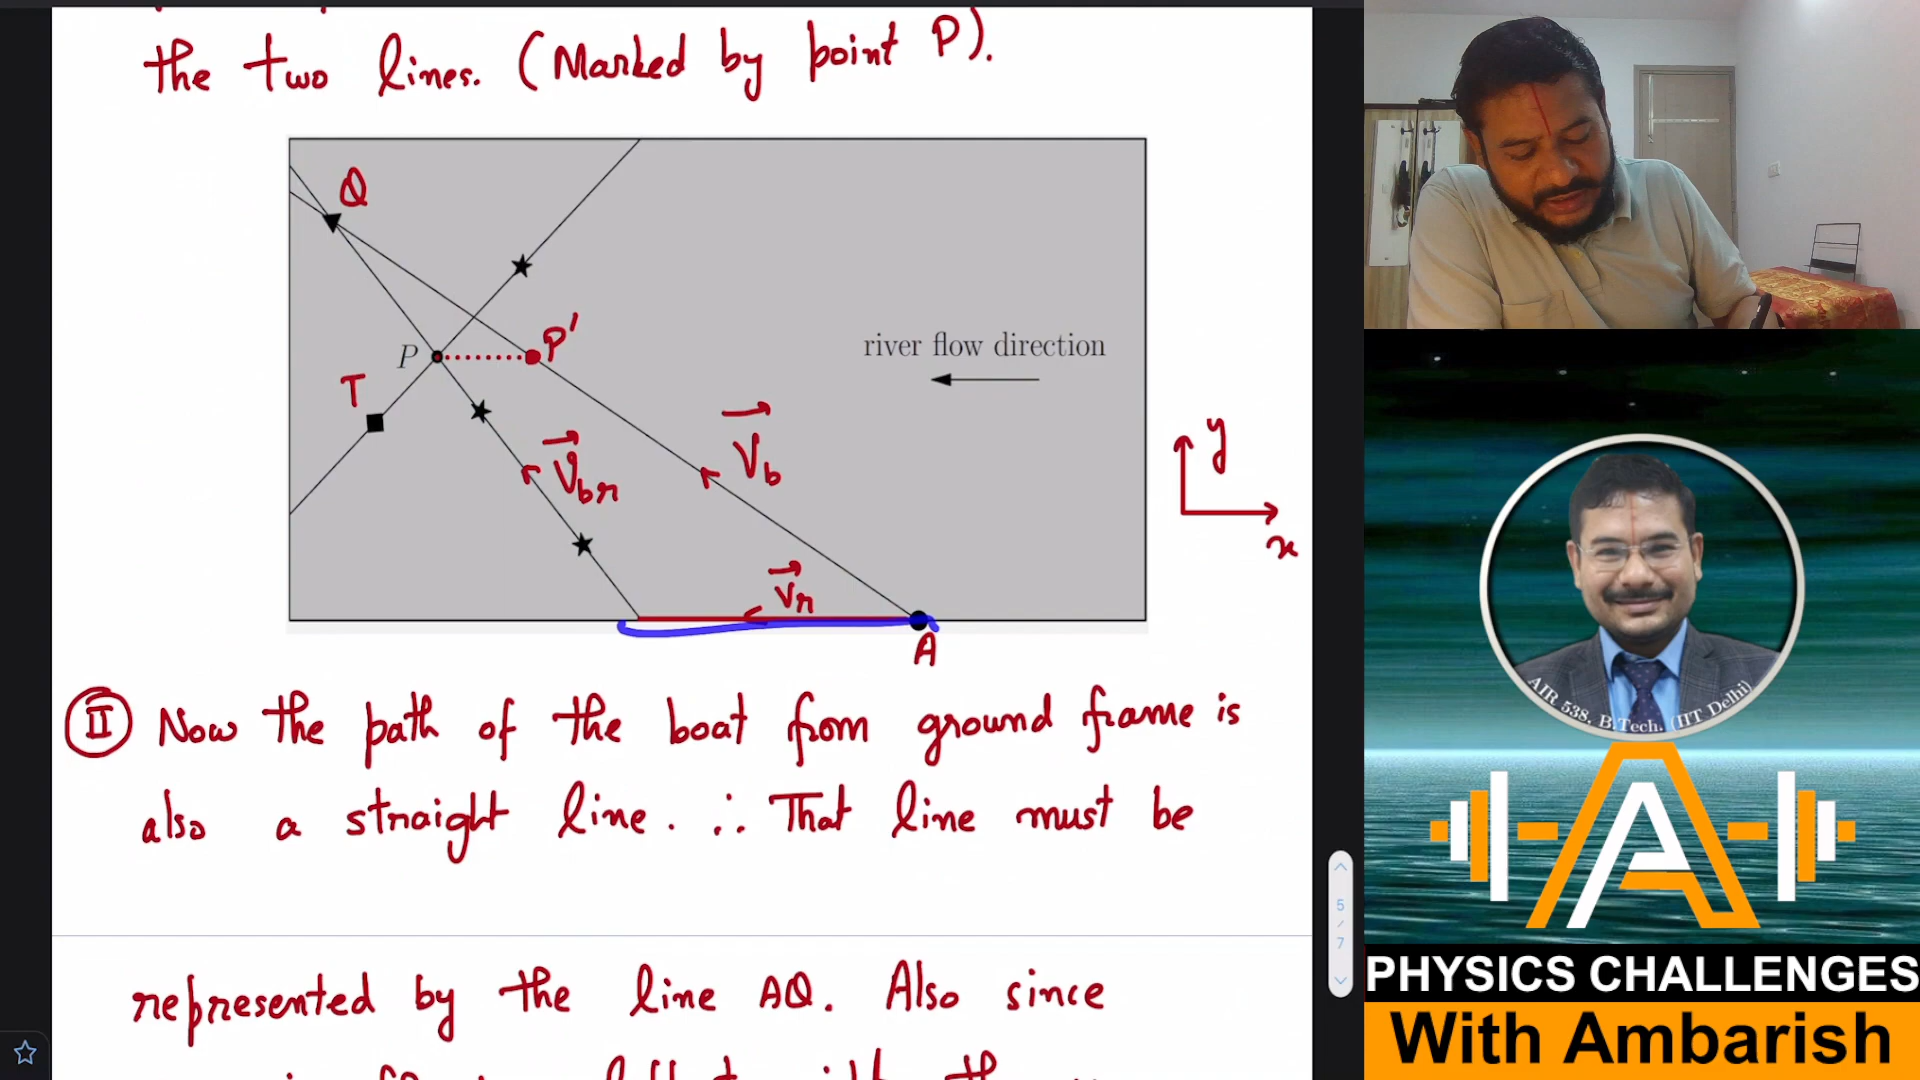 the two lines. (Marked by point P).
Q
P'
P
river flow direction
T
V_b
V_br
y
x
V_r
A
II Now the path of the boat from ground frame is
also a straight line. ∴ That line must be
represented by the line AQ. Also since
5
/
7
AIR 538, B.Tech. (IIT Delhi)
PHYSICS CHALLENGES
With Ambarish